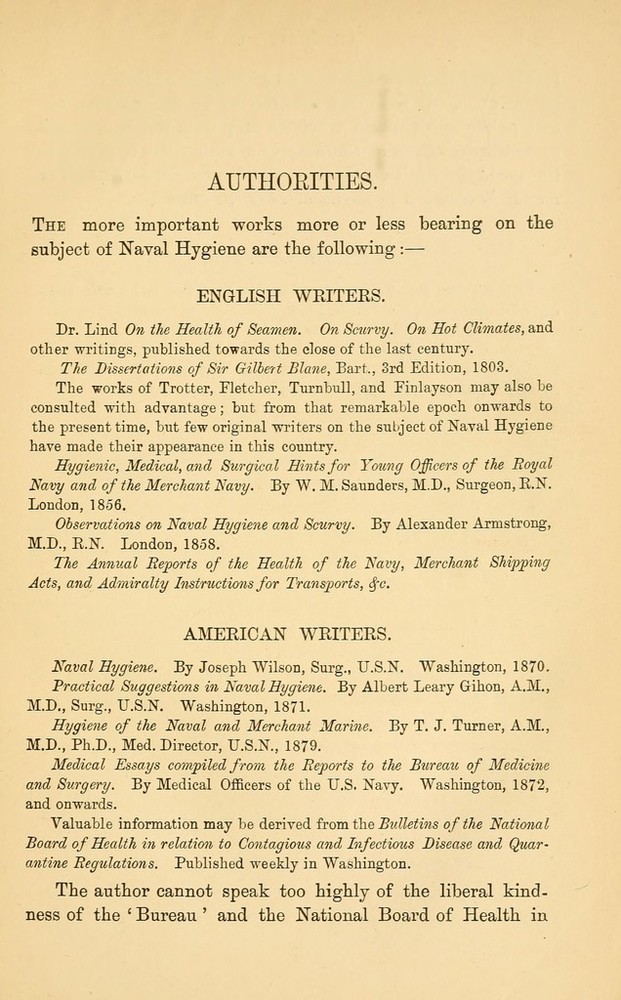 AUTHORITIES.
THE more important works more or less bearing on the
subject of Naval Hygiene are the following :—
ENGLISH WRITERS.
Dr. Lind On the Health of Seamen. On Scurvy. On Hot Climates, and
other writings, published towards the close of the last century.
The Dissertations of Sir Gilbert Blane, Bart., 3rd Edition, 1803.
The works of Trotter, Fletcher, Turnbull, and Finlayson may also be
consulted with advantage ; but from that remarkable epoch onwards to
the present time, but few original writers on the subject of Naval Hygiene
have made their appearance in this country.
Hygienic, Medical, and Surgical Hints for Young Officers of the Royal
Navy and of the Merchant Navy. By W. M. Saunders, M.D., Surgeon, R.N.
London, 1856.
Observations on Naval Hygiene and Scurvy. By Alexander Armstrong,
M.D., R.N. London, 1858.
The Annual Reports of the Health of the Navy, Merchant Shipping
Acts, and Admiralty Instructions for Transports, &c.
AMERICAN WRITERS.
Naval Hygiene. By Joseph Wilson, Surg., U.S.N. Washington, 1870.
Practical Suggestions in Naval Hygiene. By Albert Leary Gihon, A.M.,
M.D., Surg., U.S.N. Washington, 1871.
Hygiene of the Naval and Merchant Marine. By T. J. Turner, A.M.,
M.D., Ph.D., Med. Director, U.S.N., 1879.
Medical Essays compiled from the Reports to the Bureau of Medicine
and Surgery. By Medical Officers of the U.S. Navy. Washington, 1872,
and onwards.
Valuable information may be derived from the Bulletins of the National
Board of Health in relation to Contagious and Infectious Disease and Quar-
antine Regulations. Published weekly in Washington.
The author cannot speak too highly of the liberal kind-
ness of the ‘Bureau’ and the National Board of Health in